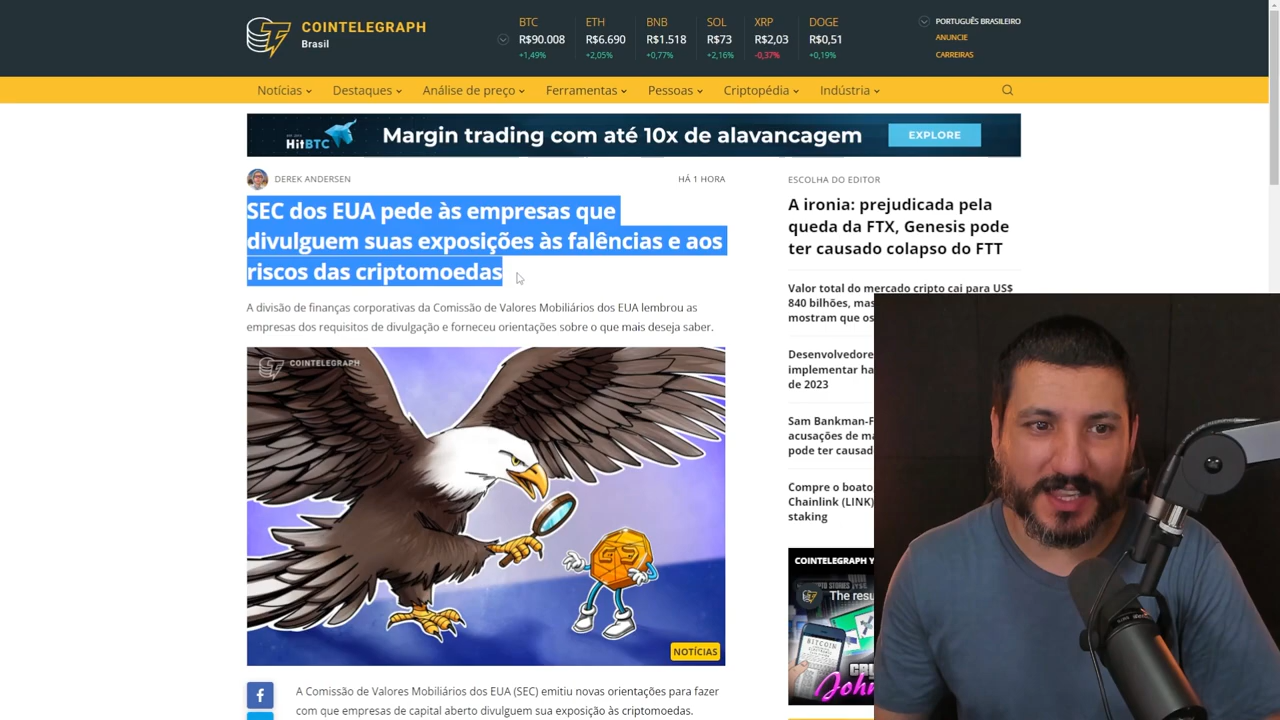 COINTELEGRAPH
Brasil
BTC
R$90.008
+1,49%
ETH
R$6.690
+2,05%
BNB
R$1.518
+0,77%
SOL
R$73
+2,16%
XRP
R$2,03
-0,37%
DOGE
R$0,51
+0,19%
PORTUGUÊS BRASILEIRO
ANUNCIE
CARREIRAS
Notícias
Destaques
Análise de preço
Ferramentas
Pessoas
Criptopédia
Indústria
HitBTC
Margin trading com até 10x de alavancagem
EXPLORE
DEREK ANDERSEN
HÁ 1 HORA
SEC dos EUA pede às empresas que
divulguem suas exposições às falências e aos
riscos das criptomoedas
A divisão de finanças corporativas da Comissão de Valores Mobiliários dos EUA lembrou as
empresas dos requisitos de divulgação e forneceu orientações sobre o que mais deseja saber.
COINTELEGRAPH
NOTÍCIAS
A Comissão de Valores Mobiliários dos EUA (SEC) emitiu novas orientações para fazer
com que empresas de capital aberto divulguem sua exposição às criptomoedas.
ESCOLHA DO EDITOR
A ironia: prejudicada pela
queda da FTX, Genesis pode
ter causado colapso do FTT
Valor total do mercado cripto cai para US$
840 bilhões, mas
mostram que os
Desenvolvedore
implementar ha
de 2023
Sam Bankman-F
acusações de ma
pode ter causad
Compre o boato,
Chainlink (LINK)
staking
COINTELEGRAPH Y
The resu
BITCOIN
John